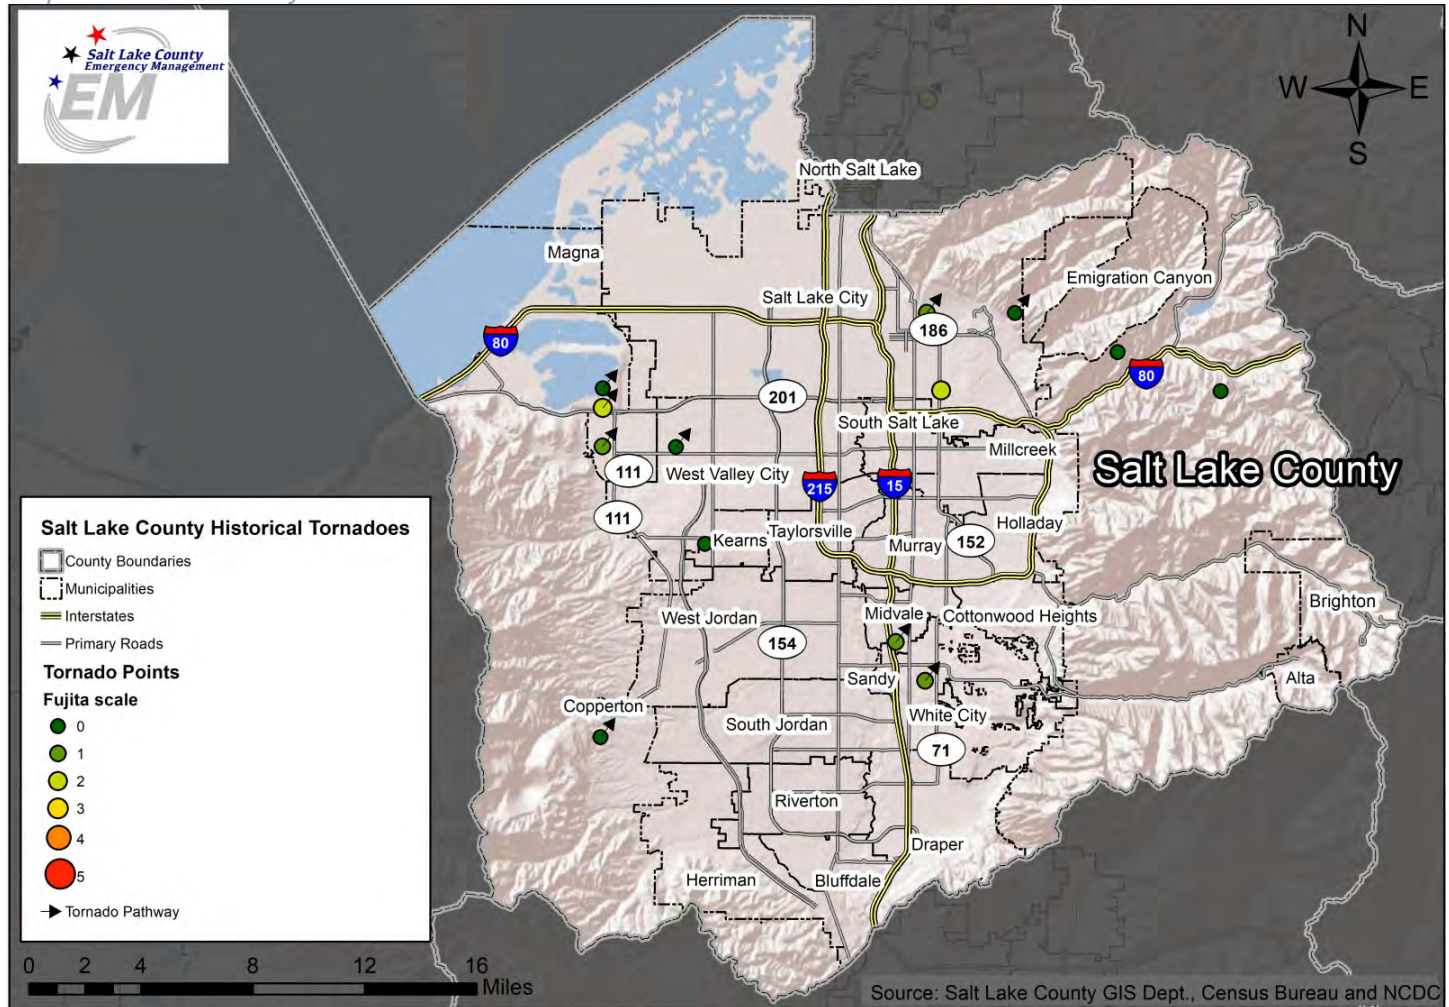 Salt Lake County
Emergency Management
EM
N
W E
S
North Salt Lake
Magna
Emigration Canyon
Salt Lake City
186
80
80
201
South Salt Lake
Millcreek
Salt Lake County
111
West Valley City
215
15
111
Holladay
Kearns
Taylorsville
Murray
152
Brighton
West Jordan
Midvale
Cottonwood Heights
154
Sandy
Alta
Copperton
White City
South Jordan
71
Riverton
Draper
Herriman
Bluffdale
Salt Lake County Historical Tornadoes
County Boundaries
Municipalities
Interstates
Primary Roads
Tornado Points
Fujita scale
0
1
2
3
4
5
Tornado Pathway
0 2 4 8 12 16
Miles
Source: Salt Lake County GIS Dept., Census Bureau and NCDC